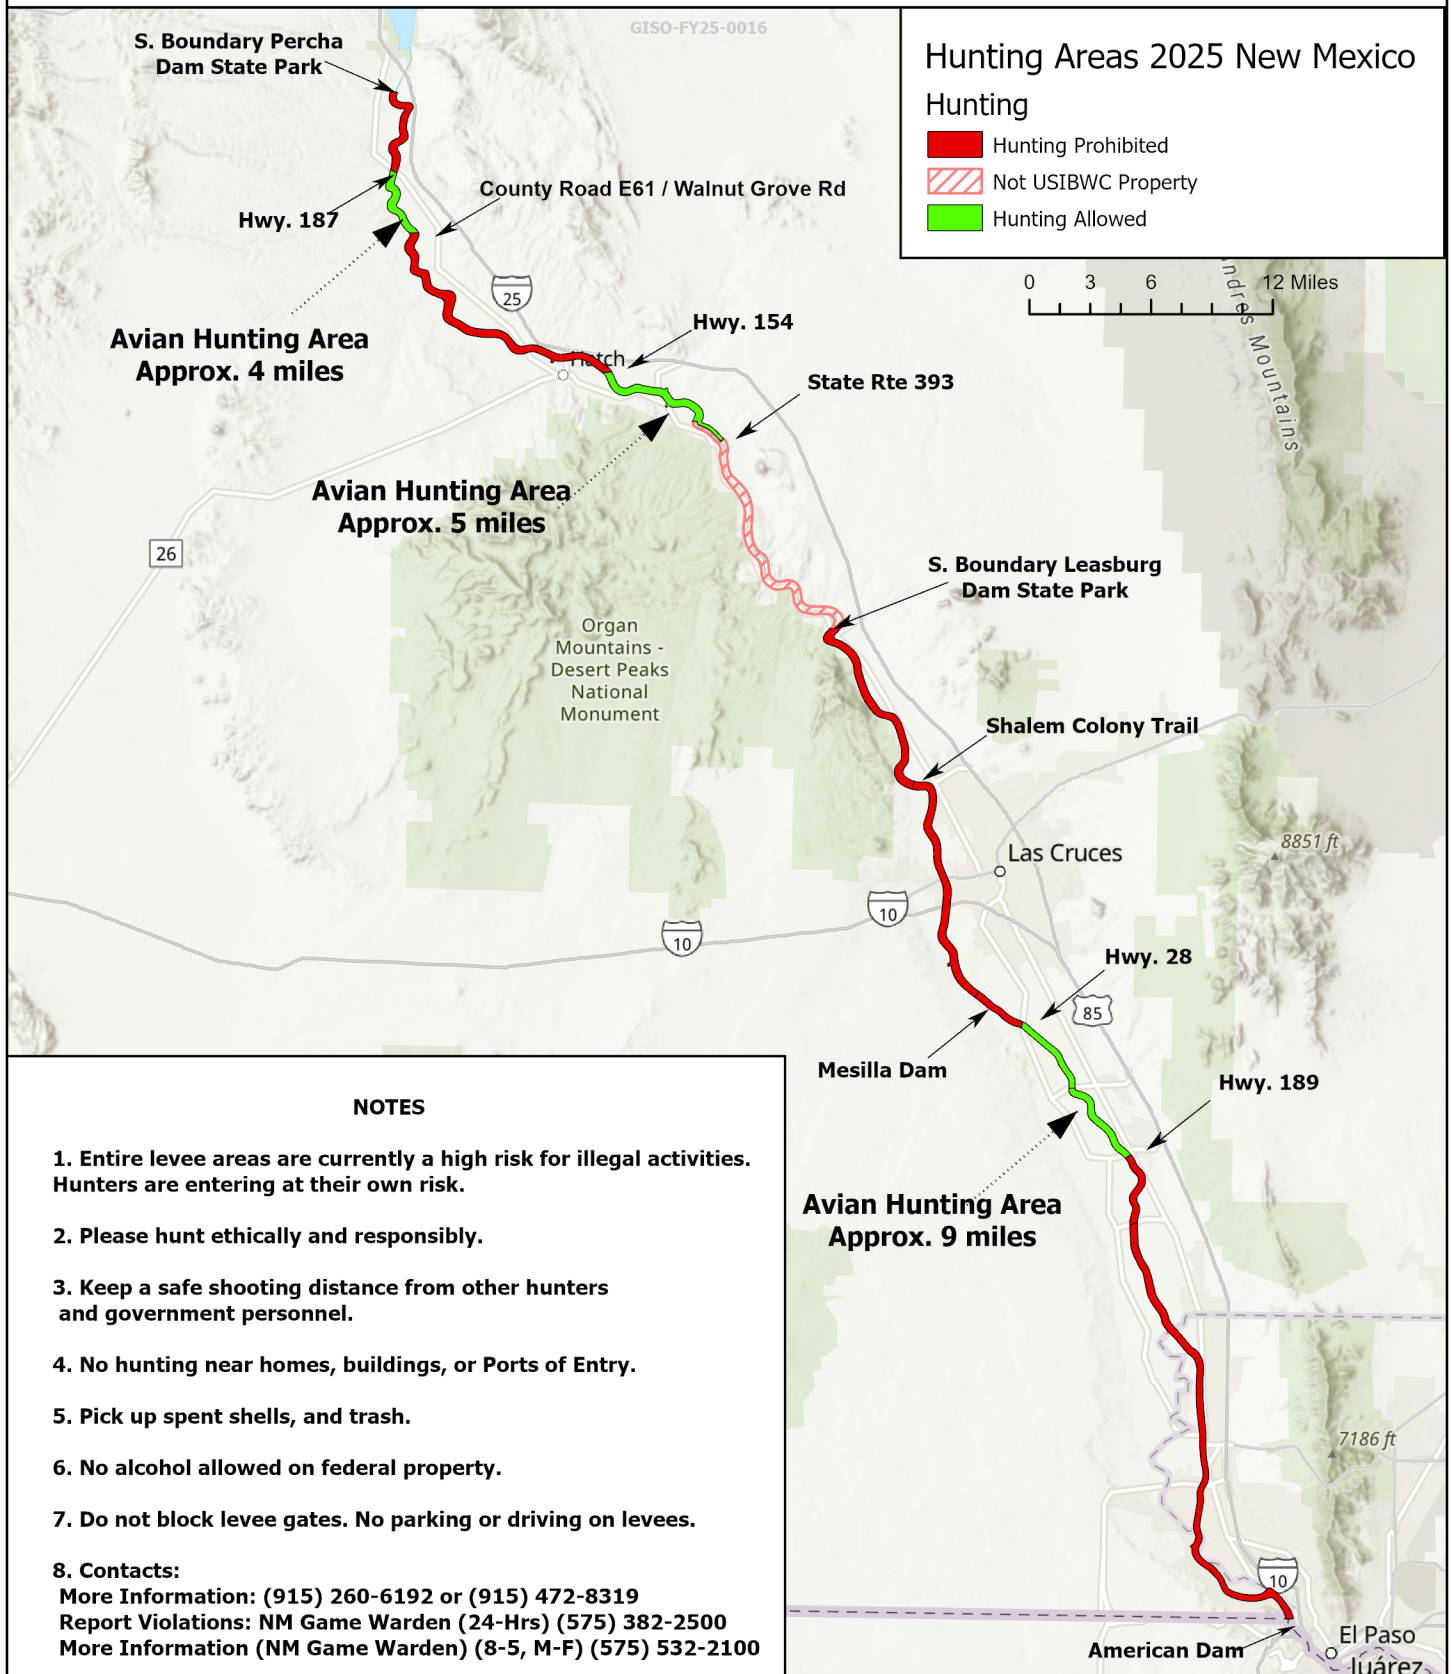 GISO-FY25-0016
S. Boundary Percha
Dam State Park
Hunting Areas 2025 New Mexico
Hunting
Hunting Prohibited
Not USIBWC Property
Hunting Allowed
0 3 6 12 Miles
County Road E61 / Walnut Grove Rd
Hwy. 187
25
Avian Hunting Area
Approx. 4 miles
Hwy. 154
Hatch
State Rte 393
ndres Mountains
Avian Hunting Area
Approx. 5 miles
26
S. Boundary Leasburg
Dam State Park
Organ
Mountains -
Desert Peaks
National
Monument
Shalem Colony Trail
8851 ft
Las Cruces
10
10
Hwy. 28
85
Mesilla Dam
Hwy. 189
Avian Hunting Area
Approx. 9 miles
NOTES
1. Entire levee areas are currently a high risk for illegal activities.
Hunters are entering at their own risk.
2. Please hunt ethically and responsibly.
3. Keep a safe shooting distance from other hunters
and government personnel.
4. No hunting near homes, buildings, or Ports of Entry.
5. Pick up spent shells, and trash.
6. No alcohol allowed on federal property.
7. Do not block levee gates. No parking or driving on levees.
8. Contacts:
More Information: (915) 260-6192 or (915) 472-8319
Report Violations: NM Game Warden (24-Hrs) (575) 382-2500
More Information (NM Game Warden) (8-5, M-F) (575) 532-2100
7186 ft
10
American Dam
El Paso
Juárez